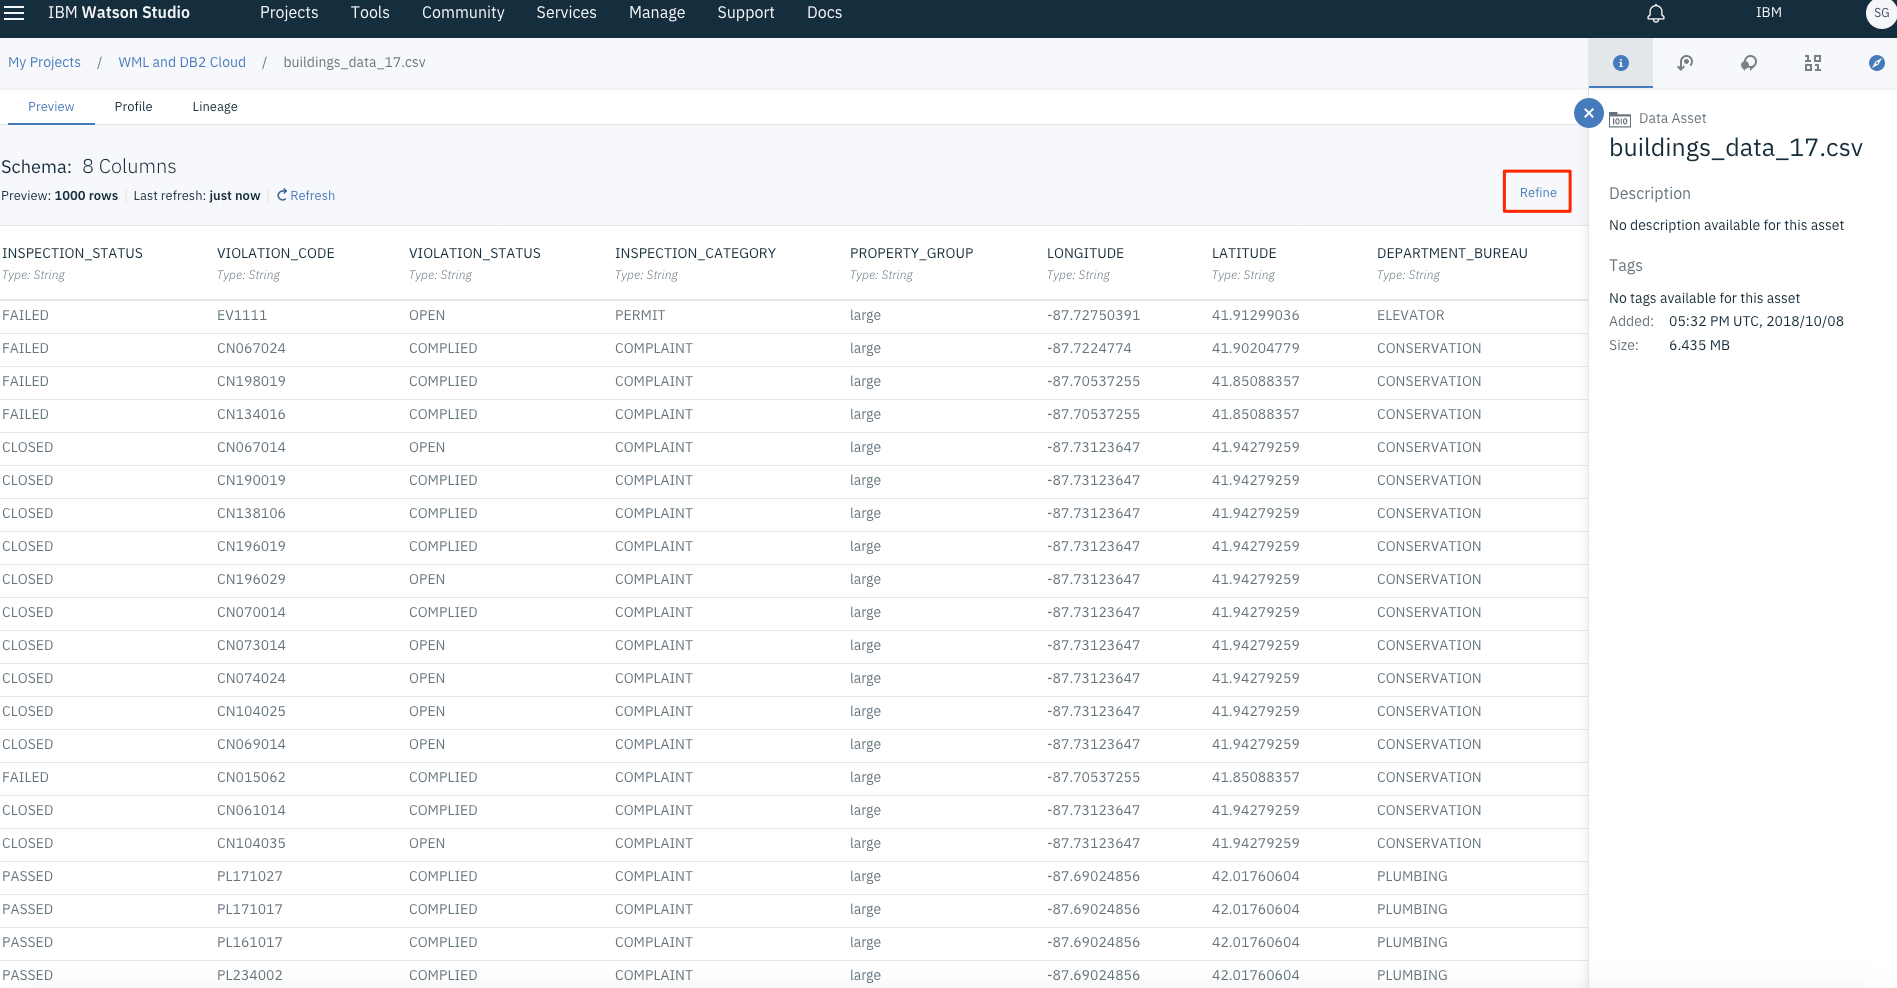 IBM Watson Studio Projects Tools Community Services Manage Support Docs IBM SG
My Projects / WML and DB2 Cloud / buildings_data_17.csv
Preview Profile Lineage
Schema: 8 Columns
Preview: 1000 rows Last refresh: just now Refresh
Refine
INSPECTION_STATUS VIOLATION_CODE VIOLATION_STATUS INSPECTION_CATEGORY PROPERTY_GROUP LONGITUDE LATITUDE DEPARTMENT_BUREAU
Type: String Type: String Type: String Type: String Type: String Type: String Type: String Type: String
FAILED EV1111 OPEN PERMIT large -87.72750391 41.91299036 ELEVATOR
FAILED CN067024 COMPLIED COMPLAINT large -87.7224774 41.90204779 CONSERVATION
FAILED CN198019 COMPLIED COMPLAINT large -87.70537255 41.85088357 CONSERVATION
FAILED CN134016 COMPLIED COMPLAINT large -87.70537255 41.85088357 CONSERVATION
CLOSED CN067014 OPEN COMPLAINT large -87.73123647 41.94279259 CONSERVATION
CLOSED CN190019 COMPLIED COMPLAINT large -87.73123647 41.94279259 CONSERVATION
CLOSED CN138106 COMPLIED COMPLAINT large -87.73123647 41.94279259 CONSERVATION
CLOSED CN196019 COMPLIED COMPLAINT large -87.73123647 41.94279259 CONSERVATION
CLOSED CN196029 OPEN COMPLAINT large -87.73123647 41.94279259 CONSERVATION
CLOSED CN070014 COMPLIED COMPLAINT large -87.73123647 41.94279259 CONSERVATION
CLOSED CN073014 OPEN COMPLAINT large -87.73123647 41.94279259 CONSERVATION
CLOSED CN074024 OPEN COMPLAINT large -87.73123647 41.94279259 CONSERVATION
CLOSED CN104025 OPEN COMPLAINT large -87.73123647 41.94279259 CONSERVATION
CLOSED CN069014 OPEN COMPLAINT large -87.73123647 41.94279259 CONSERVATION
FAILED CN015062 COMPLIED COMPLAINT large -87.70537255 41.85088357 CONSERVATION
CLOSED CN061014 COMPLIED COMPLAINT large -87.73123647 41.94279259 CONSERVATION
CLOSED CN104035 OPEN COMPLAINT large -87.73123647 41.94279259 CONSERVATION
PASSED PL171027 COMPLIED COMPLAINT large -87.69024856 42.01760604 PLUMBING
PASSED PL171017 COMPLIED COMPLAINT large -87.69024856 42.01760604 PLUMBING
PASSED PL161017 COMPLIED COMPLAINT large -87.69024856 42.01760604 PLUMBING
PASSED PL234002 COMPLIED COMPLAINT large -87.69024856 42.01760604 PLUMBING
Data Asset
buildings_data_17.csv
Description
No description available for this asset
Tags
No tags available for this asset
Added: 05:32 PM UTC, 2018/10/08
Size: 6.435 MB